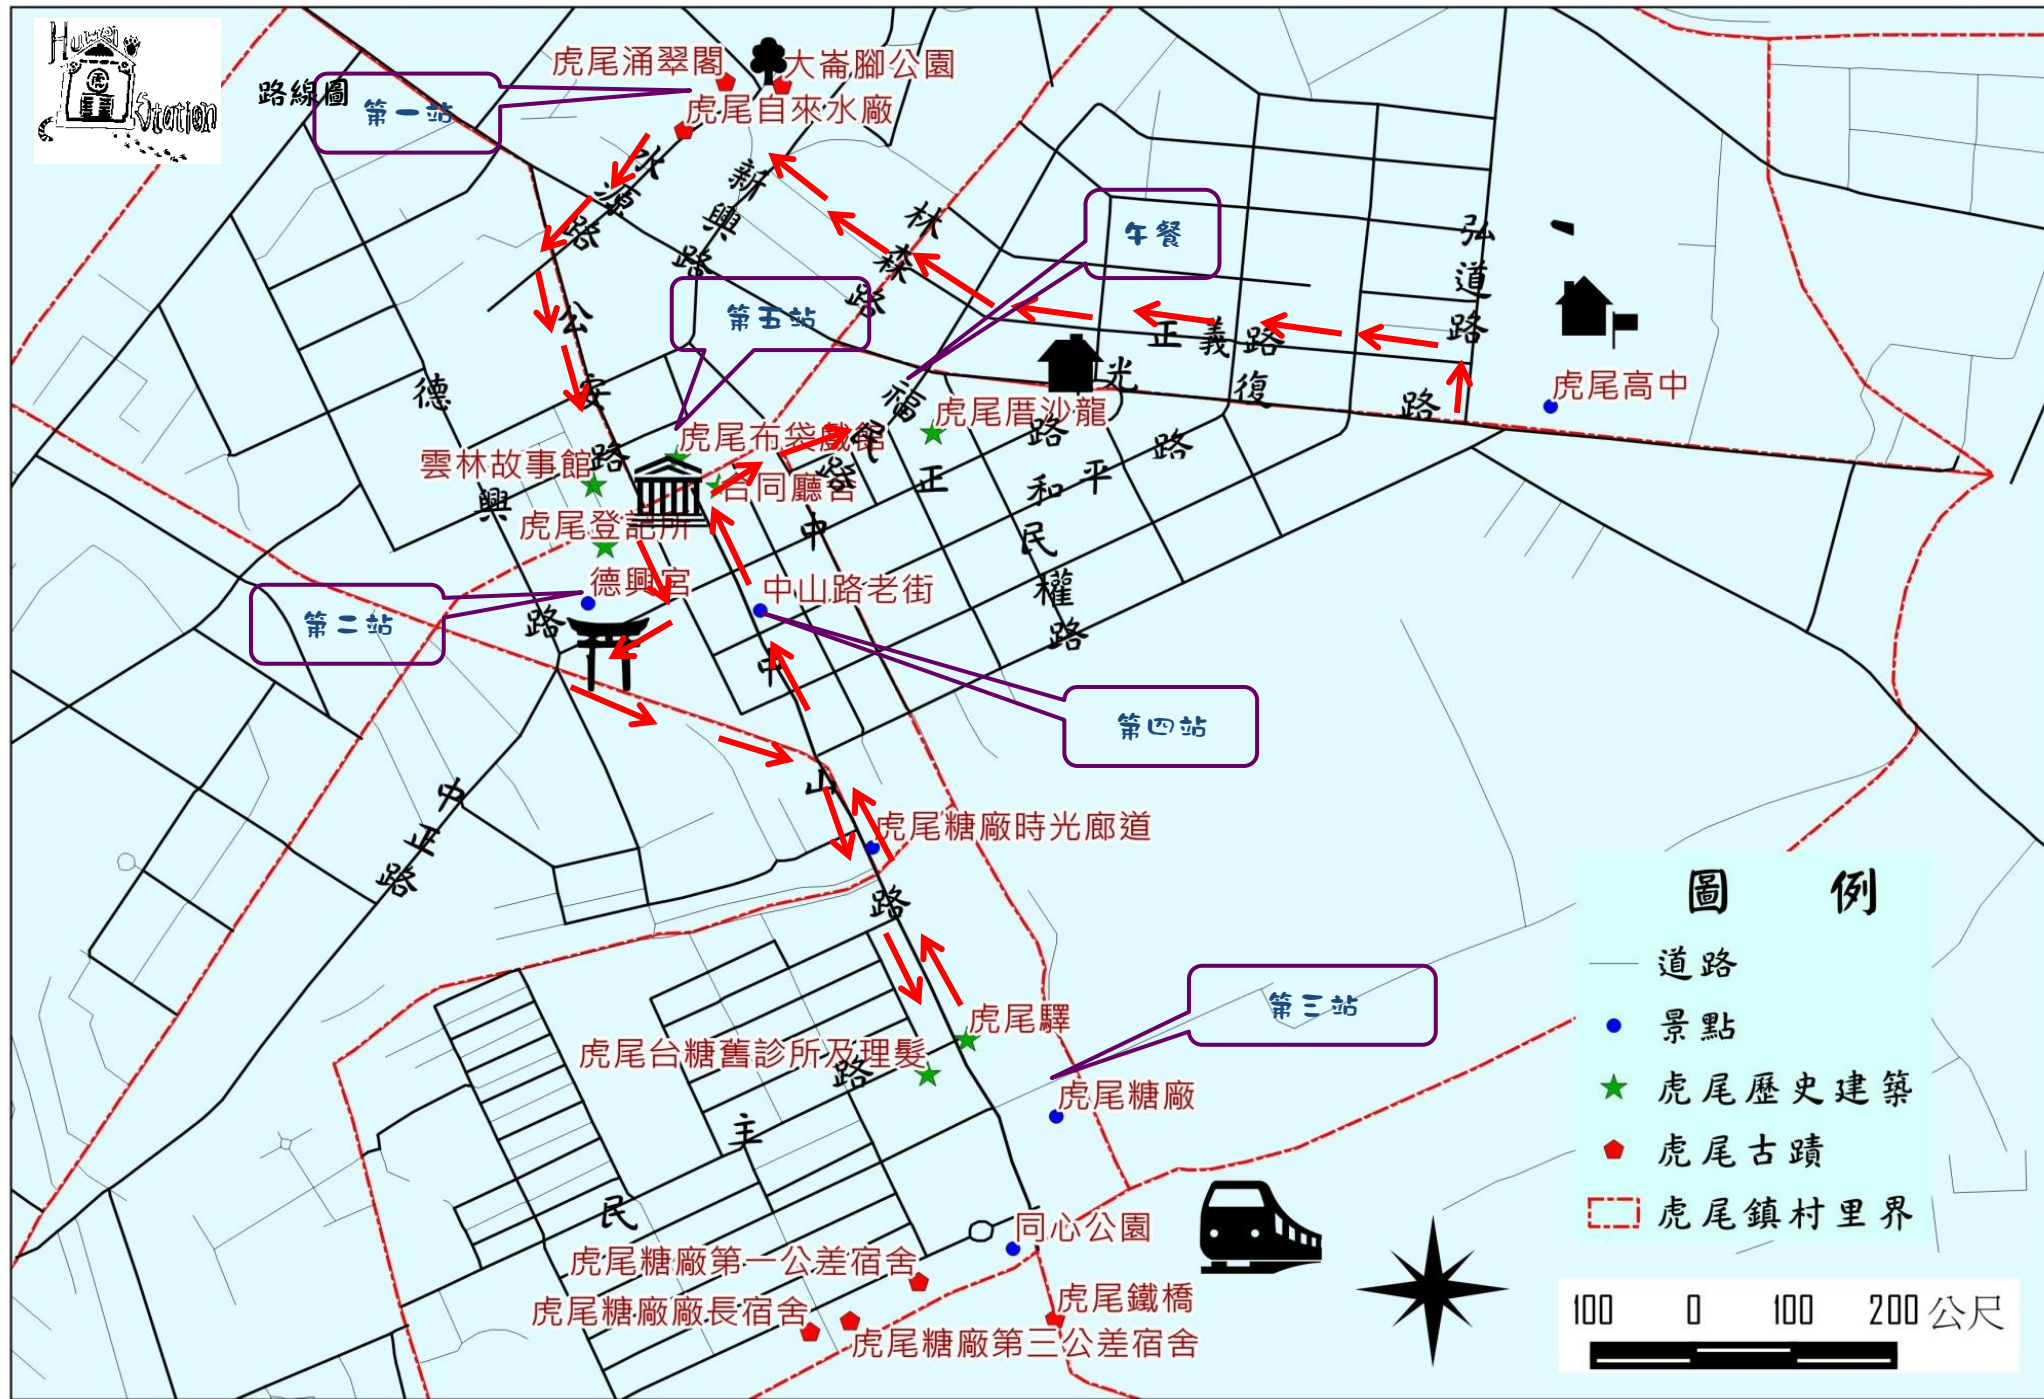 Huwei
Station
路線圖
第一站
虎尾涌翠閣
大崙腳公園
虎尾自來水廠
水源路
新興路
林森路
午餐
弘道路
第五站
公安路
正義路
德興路
光復路
福民路
虎尾高中
虎尾厝沙龍
虎尾布袋戲館
雲林故事館
合同廳舍
虎尾登記所
中正路
和平路
民權路
德興宮
中山路老街
第二站
第四站
中山路
中正路
虎尾糖廠時光廊道
第三站
虎尾驛
虎尾台糖舊診所及理髮
虎尾糖廠
民主路
同心公園
虎尾糖廠第一公差宿舍
虎尾鐵橋
虎尾糖廠廠長宿舍
虎尾糖廠第三公差宿舍
圖例
道路
景點
虎尾歷史建築
虎尾古蹟
虎尾鎮村里界
100 0 100 200 公尺